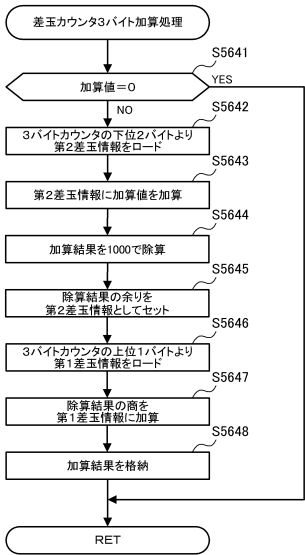 差玉カウンタ3バイト加算処理
S5641
加算値=0
YES
NO
S5642
3バイトカウンタの下位2バイトより
第2差玉情報をロード
S5643
第2差玉情報に加算値を加算
S5644
加算結果を1000で除算
S5645
除算結果の余りを
第2差玉情報としてセット
S5646
3バイトカウンタの上位1バイトより
第1差玉情報をロード
S5647
除算結果の商を
第1差玉情報に加算
S5648
加算結果を格納
RET